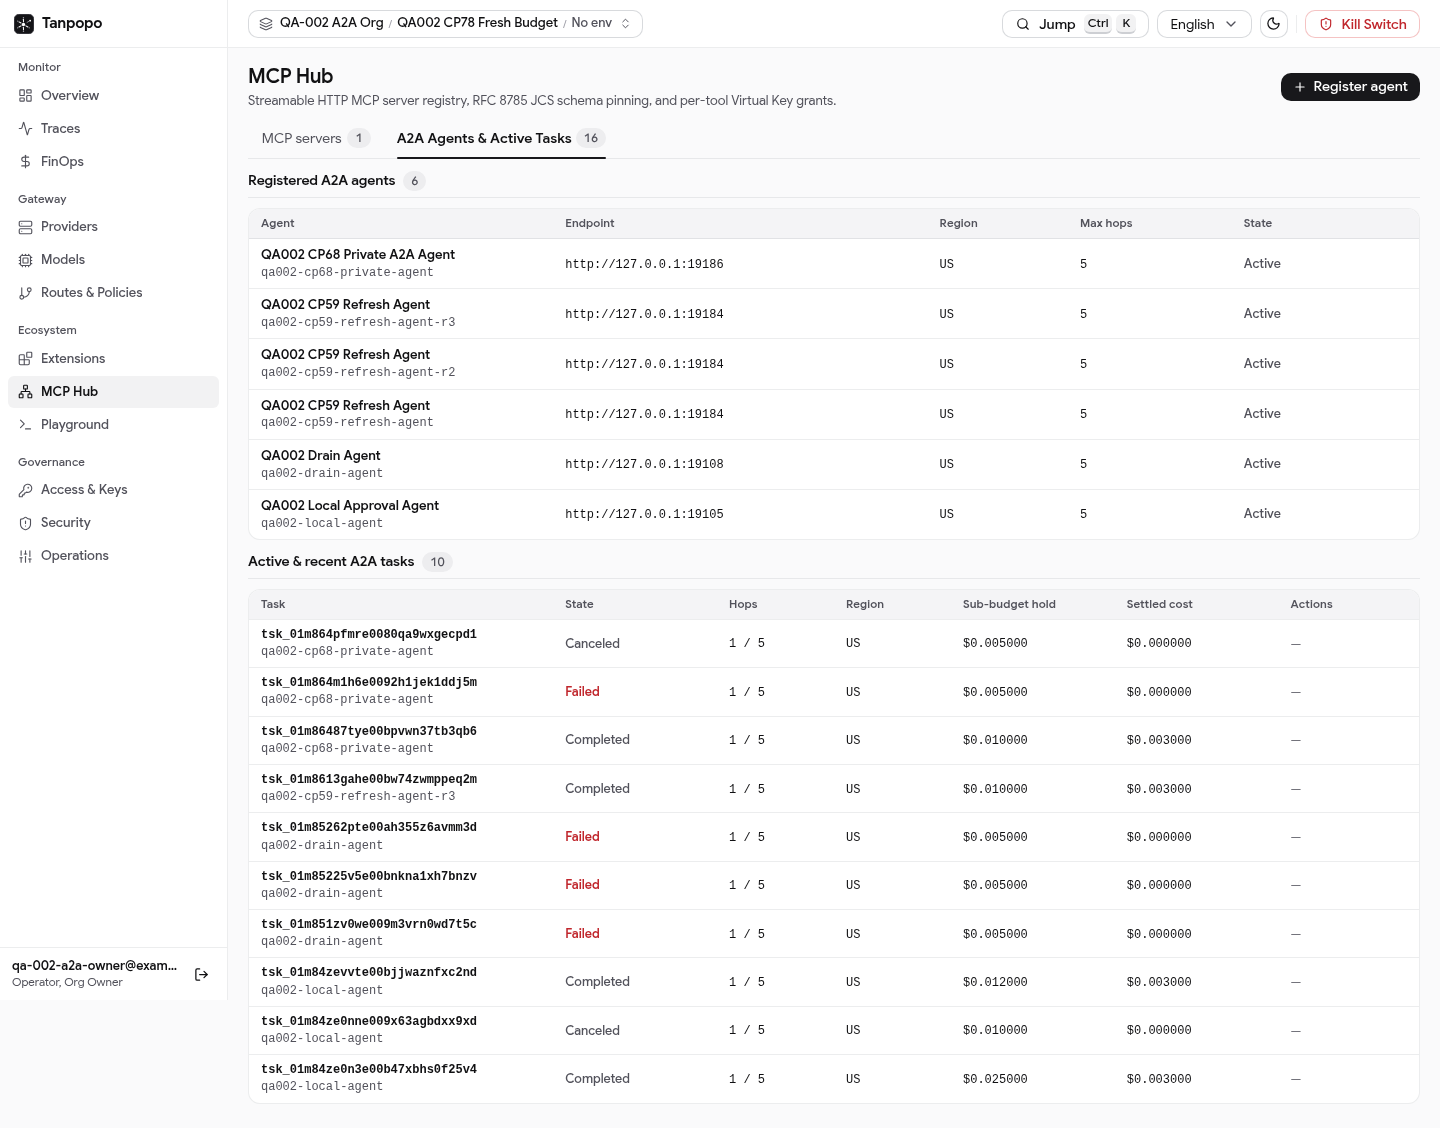 Tanpopo
QA-002 A2A Org / QA002 CP78 Fresh Budget / No env
Jump Ctrl K
English
Kill Switch
Monitor
Overview
Traces
FinOps
Gateway
Providers
Models
Routes & Policies
Ecosystem
Extensions
MCP Hub
Playground
Governance
Access & Keys
Security
Operations
qa-002-a2a-owner@exam...
Operator, Org Owner
MCP Hub
Streamable HTTP MCP server registry, RFC 8785 JCS schema pinning, and per-tool Virtual Key grants.
+ Register agent
MCP servers 1
A2A Agents & Active Tasks 16
Registered A2A agents 6
Agent Endpoint Region Max hops State
QA002 CP68 Private A2A Agent
qa002-cp68-private-agent
http://127.0.0.1:19186 US 5 Active
QA002 CP59 Refresh Agent
qa002-cp59-refresh-agent-r3
http://127.0.0.1:19184 US 5 Active
QA002 CP59 Refresh Agent
qa002-cp59-refresh-agent-r2
http://127.0.0.1:19184 US 5 Active
QA002 CP59 Refresh Agent
qa002-cp59-refresh-agent
http://127.0.0.1:19184 US 5 Active
QA002 Drain Agent
qa002-drain-agent
http://127.0.0.1:19108 US 5 Active
QA002 Local Approval Agent
qa002-local-agent
http://127.0.0.1:19105 US 5 Active
Active & recent A2A tasks 10
Task State Hops Region Sub-budget hold Settled cost Actions
tsk_01m864pfmre0080qa9wxgecpd1
qa002-cp68-private-agent
Canceled 1 / 5 US $0.005000 $0.000000 —
tsk_01m864m1h6e0092h1jek1ddj5m
qa002-cp68-private-agent
Failed 1 / 5 US $0.005000 $0.000000 —
tsk_01m86487tye00bpvwn37tb3qb6
qa002-cp68-private-agent
Completed 1 / 5 US $0.010000 $0.003000 —
tsk_01m8613gahe00bw74zwmppeq2m
qa002-cp59-refresh-agent-r3
Completed 1 / 5 US $0.010000 $0.003000 —
tsk_01m85262pte00ah355z6avmm3d
qa002-drain-agent
Failed 1 / 5 US $0.005000 $0.000000 —
tsk_01m85225v5e00bnkna1xh7bnzv
qa002-drain-agent
Failed 1 / 5 US $0.005000 $0.000000 —
tsk_01m851zv0we009m3vrn0wd7t5c
qa002-drain-agent
Failed 1 / 5 US $0.005000 $0.000000 —
tsk_01m84zevvte00bjjwaznfxc2nd
qa002-local-agent
Completed 1 / 5 US $0.012000 $0.003000 —
tsk_01m84ze0nne009x63agbdxx9xd
qa002-local-agent
Canceled 1 / 5 US $0.010000 $0.000000 —
tsk_01m84ze0n3e00b47xbhs0f25v4
qa002-local-agent
Completed 1 / 5 US $0.025000 $0.003000 —